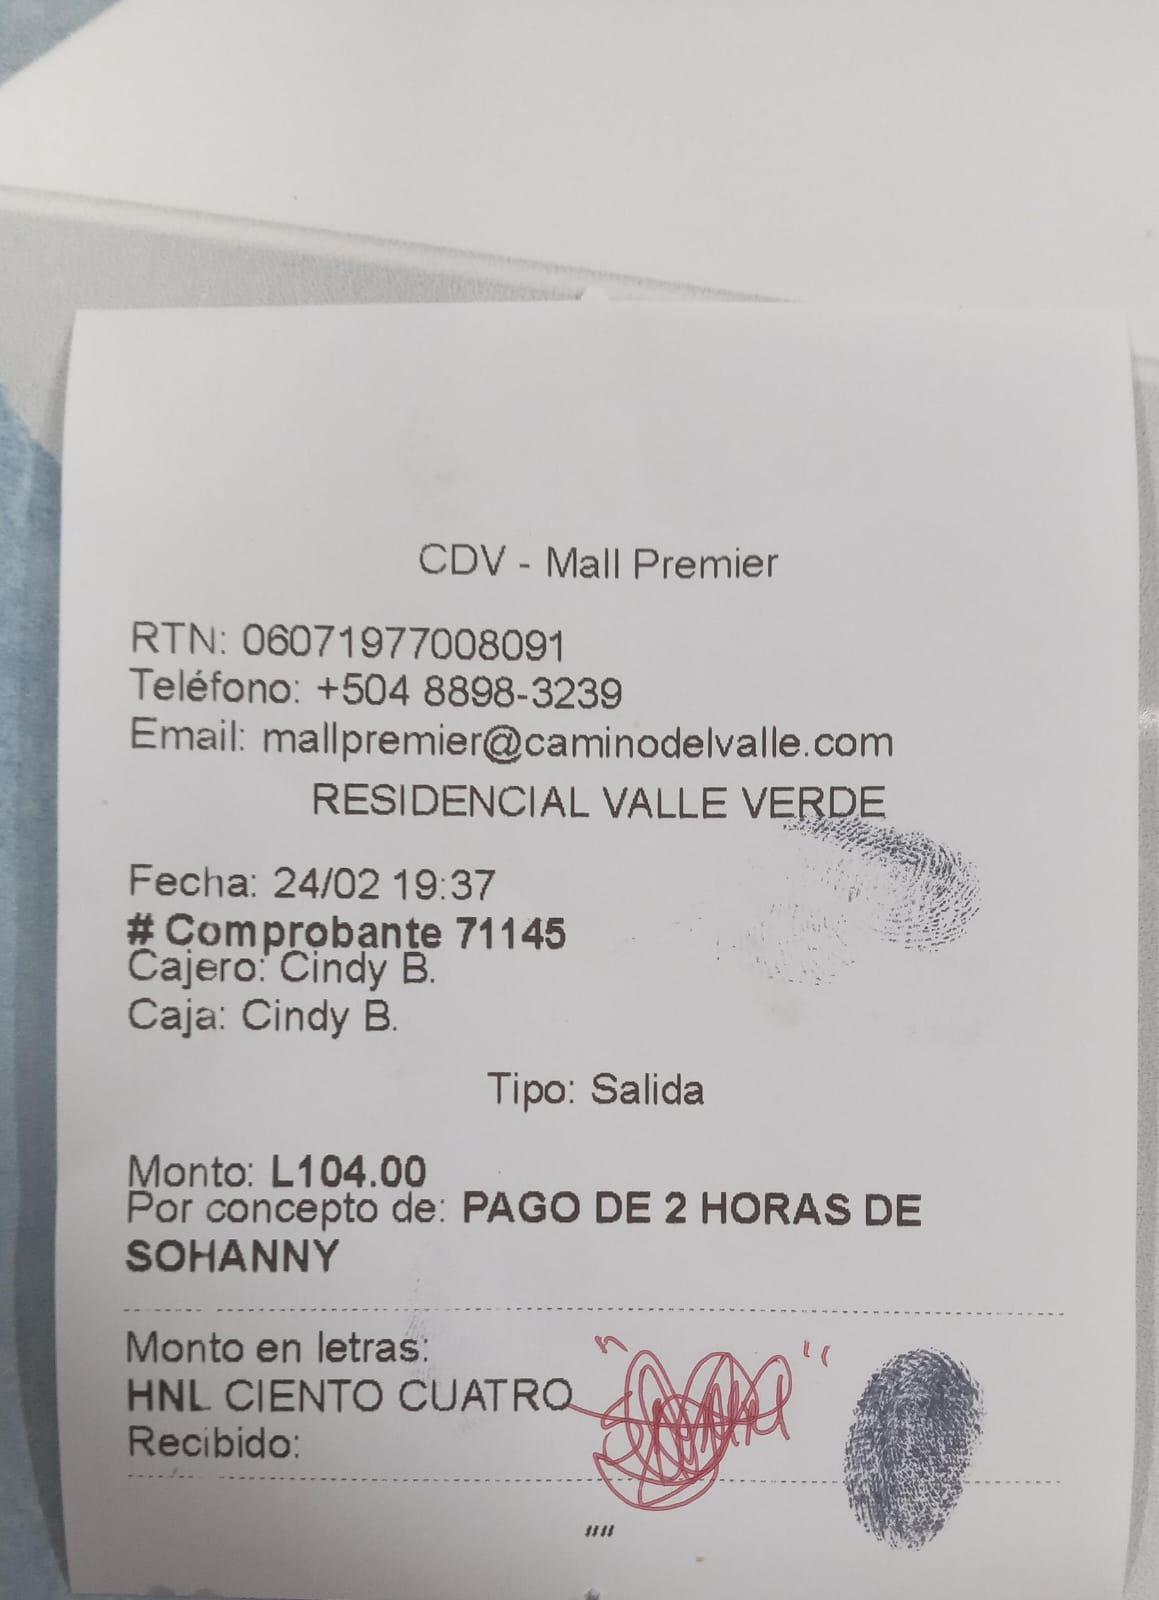 CDV - Mall Premier
RTN: 06071977008091
Teléfono: +504 8898-3239
Email: mallpremier@caminodelvalle.com
RESIDENCIAL VALLE VERDE
Fecha: 24/02 19:37
# Comprobante 71145
Cajero: Cindy B.
Caja: Cindy B.
Tipo: Salida
Monto: L104.00
Por concepto de: PAGO DE 2 HORAS DE
SOHANNY
Monto en letras:
HNL CIENTO CUATRO
Recibido:
""